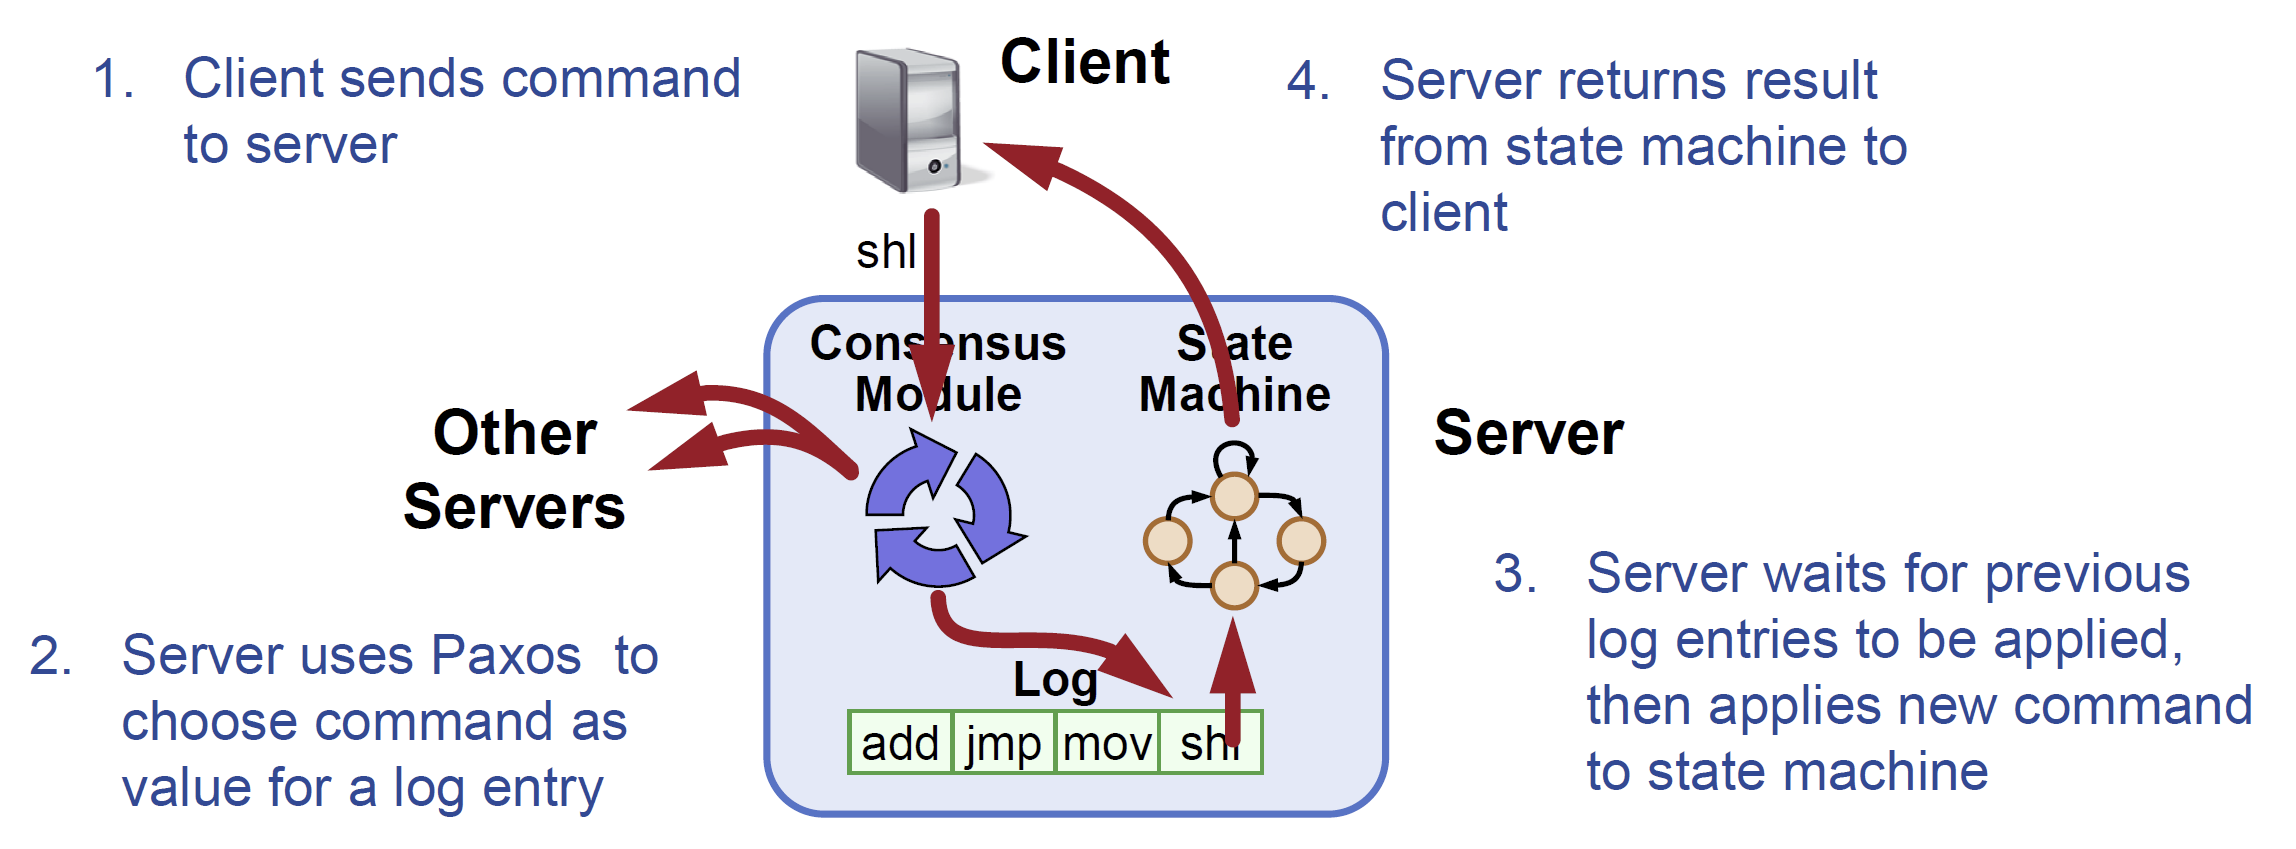 1. Client sends command
to server
Client
4. Server returns result
from state machine to
client
shl
Consensus
Module
State
Machine
Other
Servers
Server
2. Server uses Paxos to
choose command as
value for a log entry
3. Server waits for previous
log entries to be applied,
then applies new command
to state machine
Log
add jmp mov shl